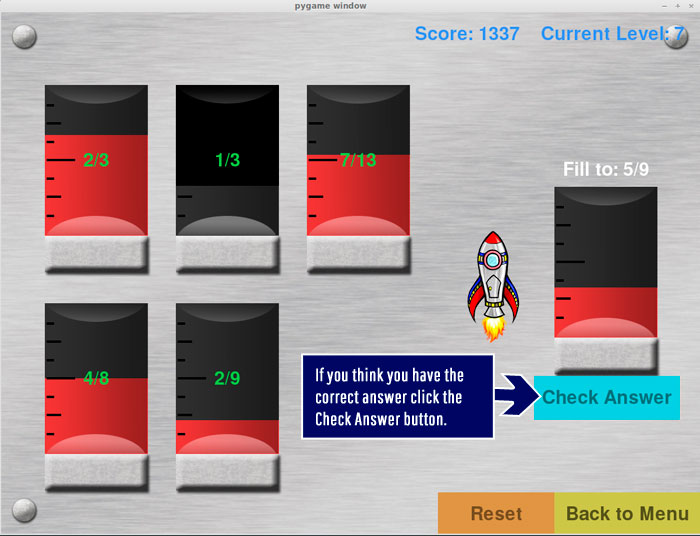 pygame window
Score: 1337 Current Level: 7
2/3 1/3 7/13
Fill to: 5/9
4/8 2/9
If you think you have the
correct answer click the
Check Answer button.
Check Answer
Reset Back to Menu